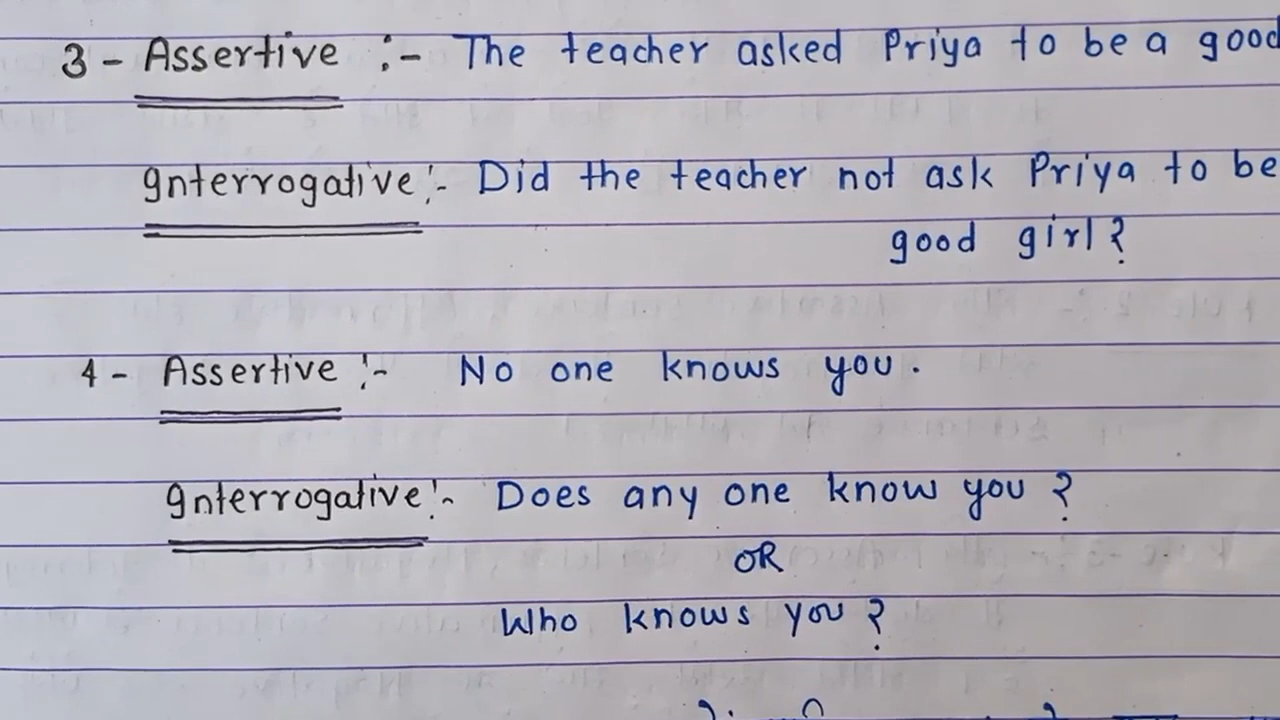 3 - Assertive :- The teacher asked Priya to be a good
Interrogative :- Did the teacher not ask Priya to be
good girl?
4 - Assertive :- No one knows you.
Interrogative :- Does any one know you?
OR
Who knows you?